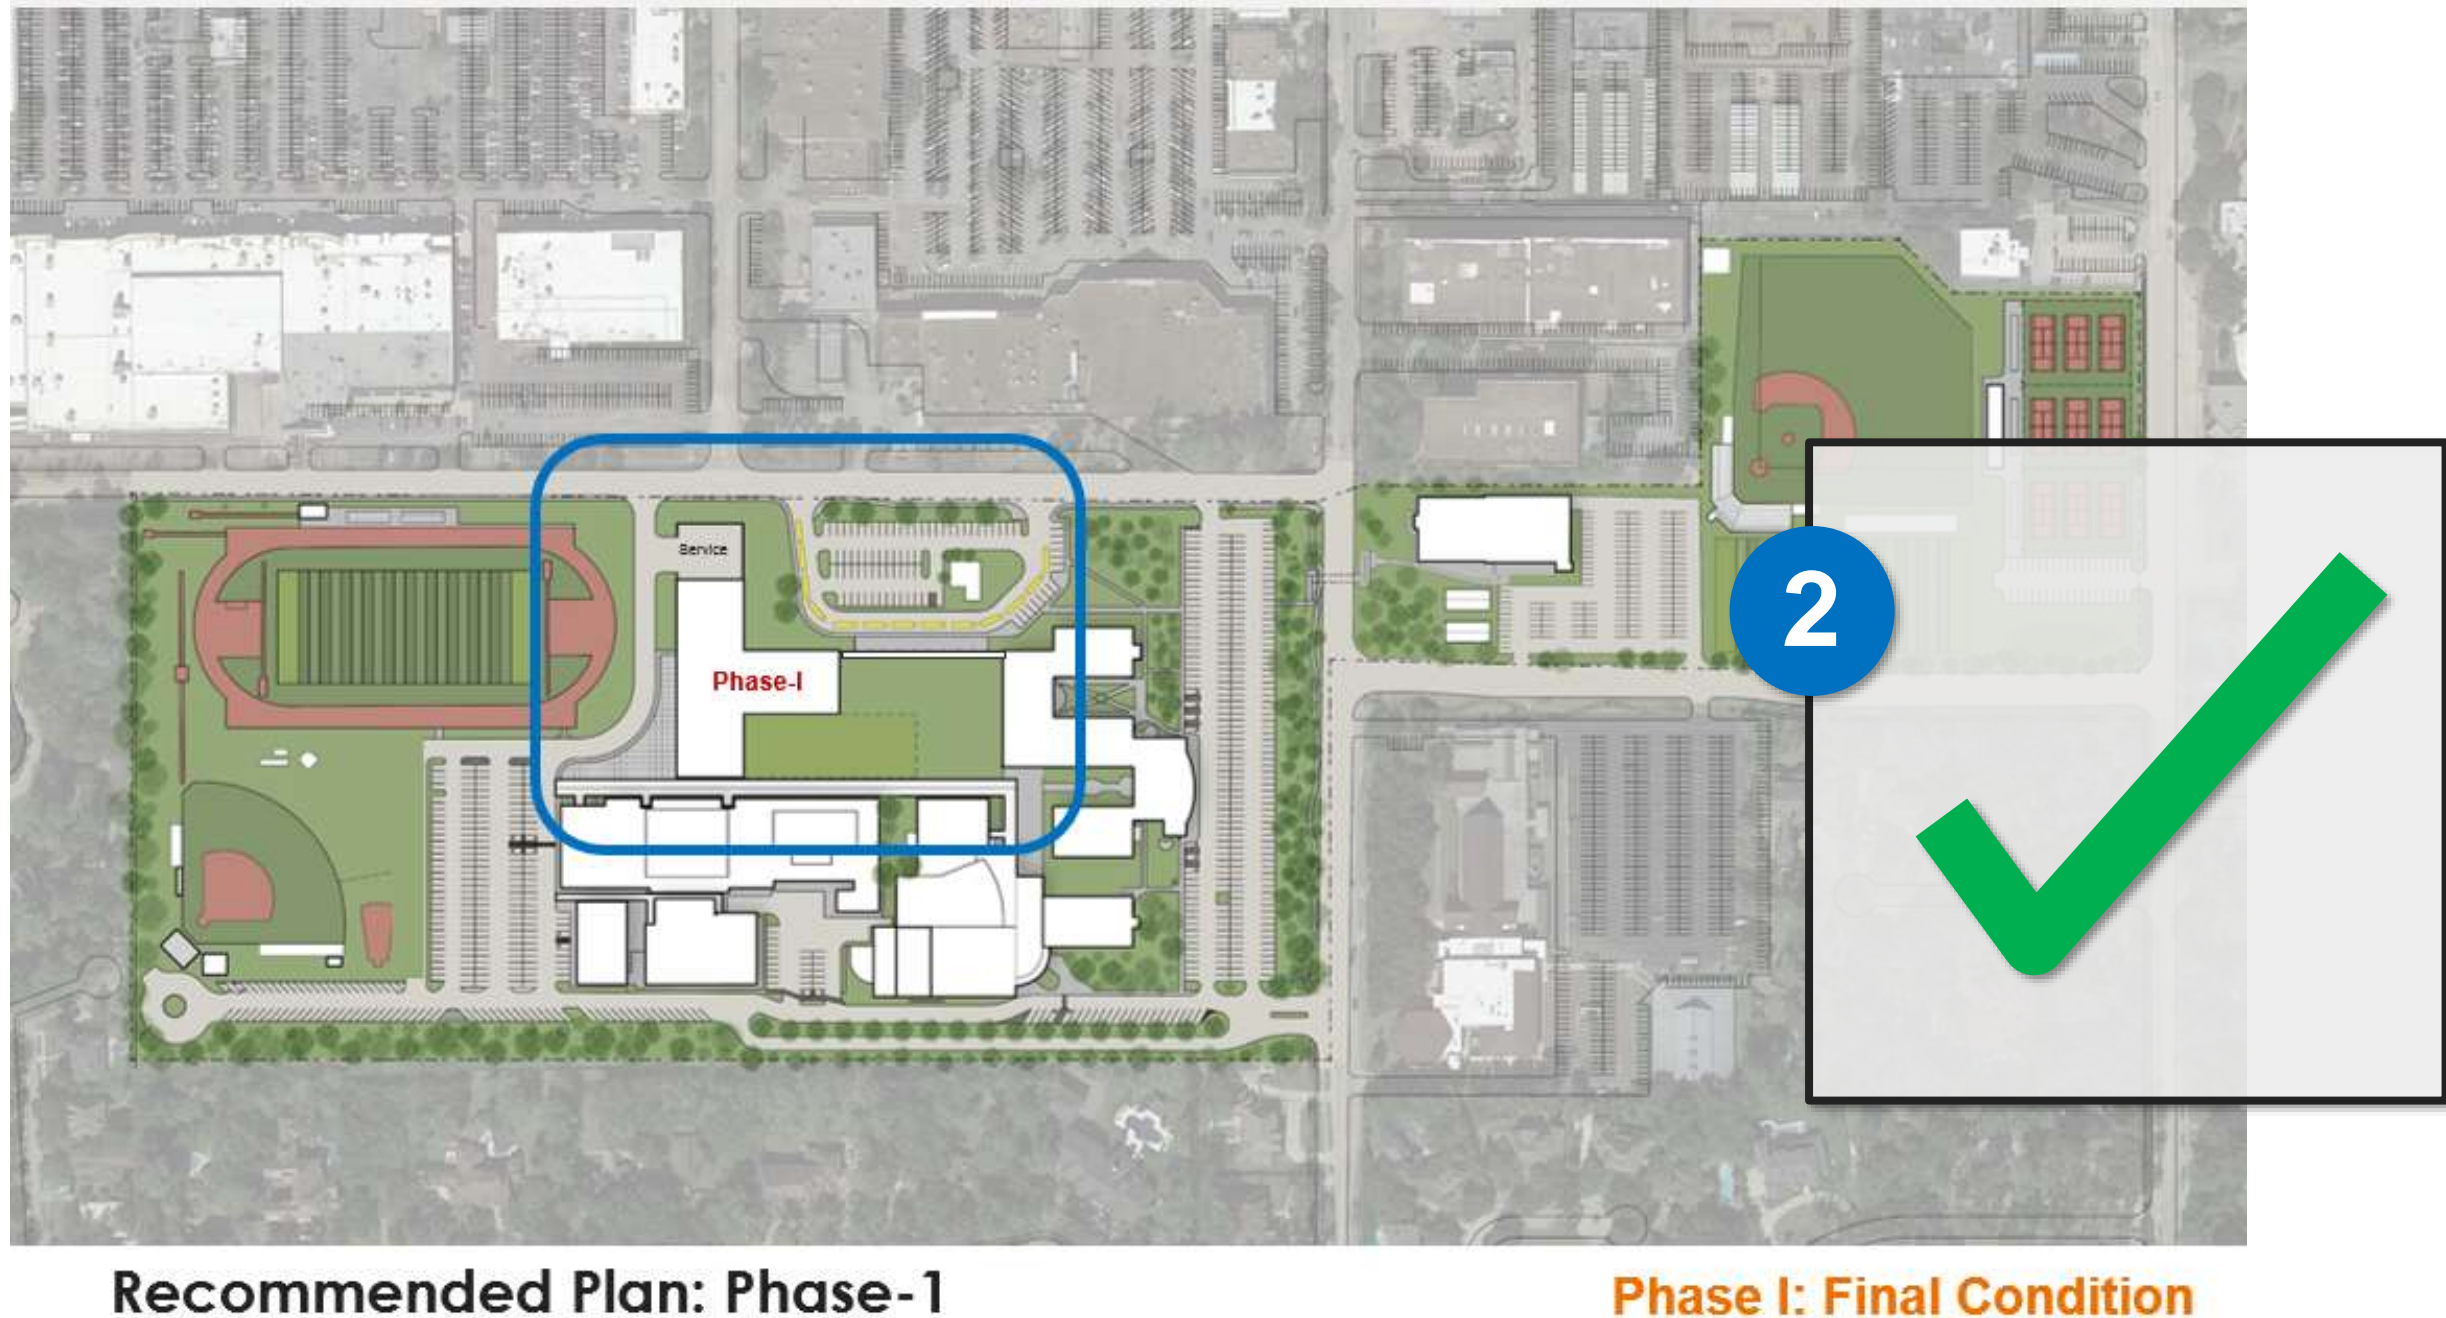 Service
2
Phase-I
Recommended Plan: Phase-1
Phase I: Final Condition